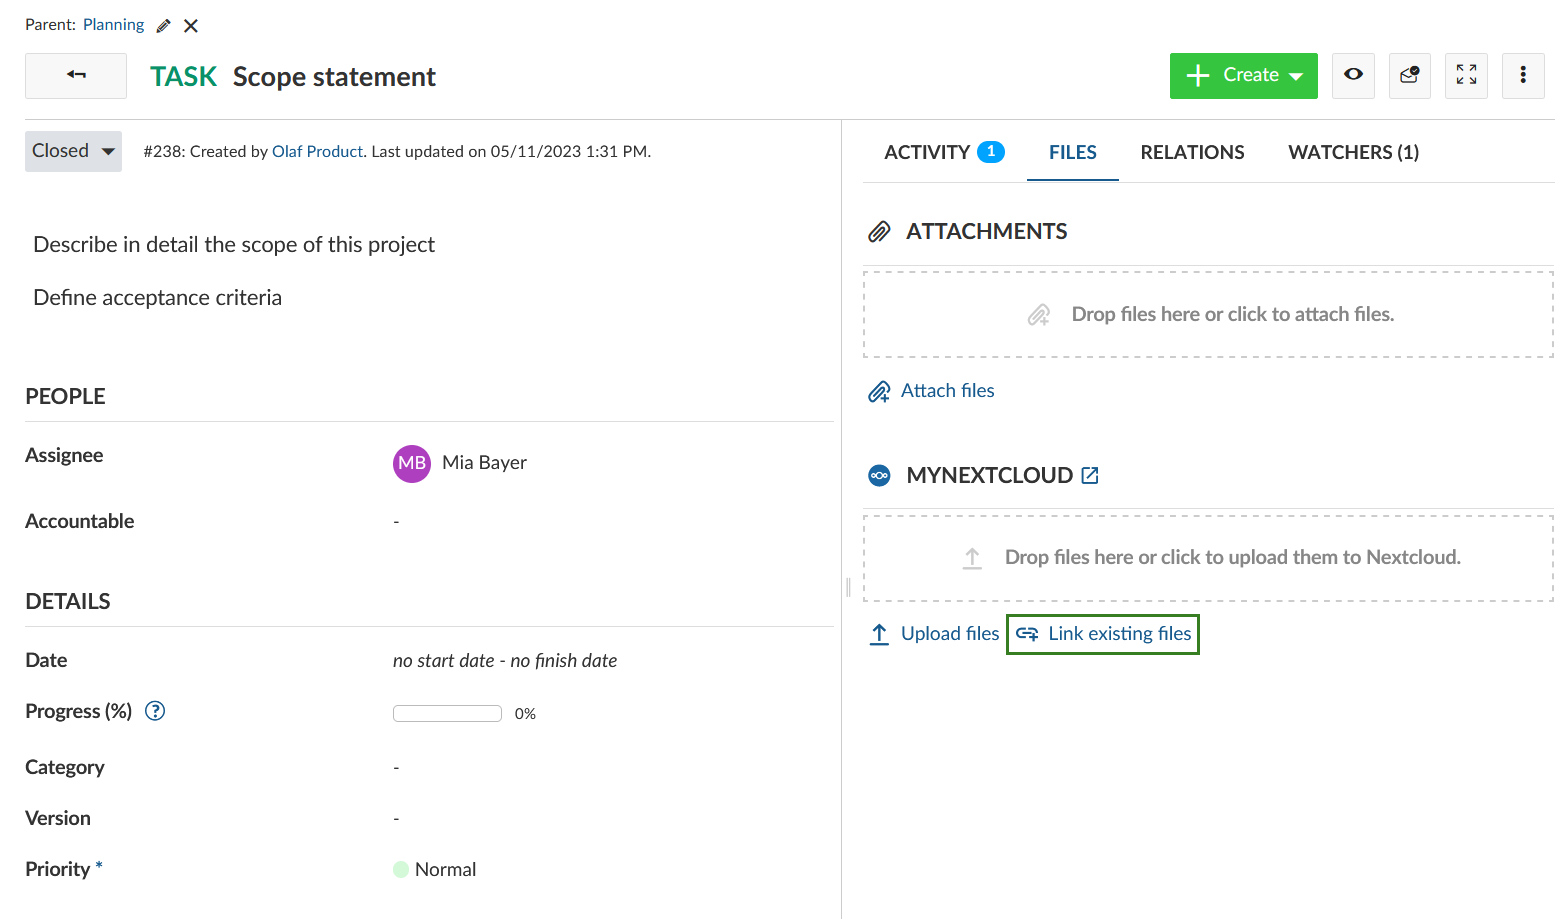 Parent: Planning
TASK Scope statement
Create
Closed
#238: Created by Olaf Product. Last updated on 05/11/2023 1:31 PM.
Describe in detail the scope of this project
Define acceptance criteria
PEOPLE
Assignee
MB Mia Bayer
Accountable
-
DETAILS
Date
no start date - no finish date
Progress (%) ?
0%
Category
-
Version
-
Priority *
Normal
ACTIVITY 1 FILES RELATIONS WATCHERS (1)
ATTACHMENTS
Drop files here or click to attach files.
Attach files
MYNEXTCLOUD
Drop files here or click to upload them to Nextcloud.
Upload files Link existing files